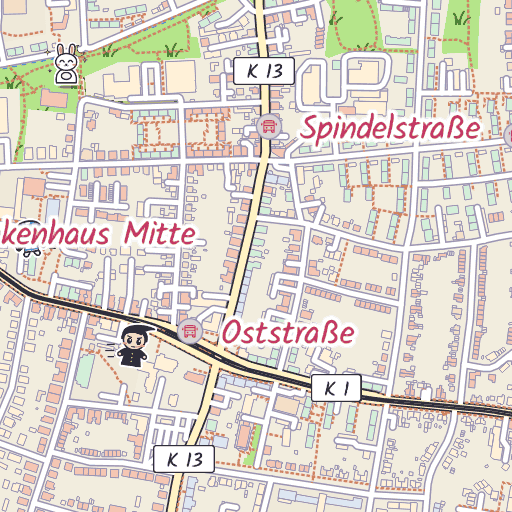 K 13
Spindelstraße
kenhaus Mitte
Oststraße
K 1
K 13